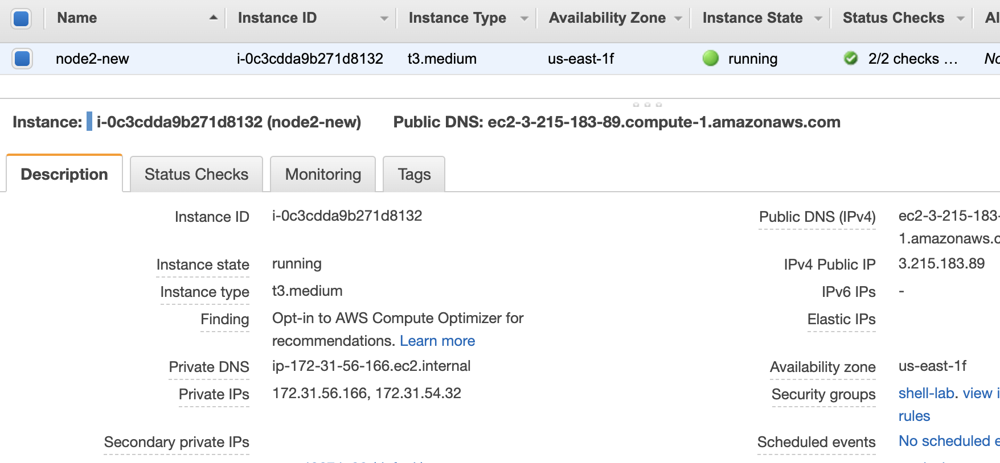 Name Instance ID Instance Type Availability Zone Instance State Status Checks Al
node2-new i-0c3cdda9b271d8132 t3.medium us-east-1f running 2/2 checks … No
Instance: i-0c3cdda9b271d8132 (node2-new) Public DNS: ec2-3-215-183-89.compute-1.amazonaws.com
Description Status Checks Monitoring Tags
Instance ID i-0c3cdda9b271d8132 Public DNS (IPv4) ec2-3-215-183-
1.amazonaws.c
Instance state running IPv4 Public IP 3.215.183.89
Instance type t3.medium IPv6 IPs -
Finding Opt-in to AWS Compute Optimizer for Elastic IPs
recommendations. Learn more
Private DNS ip-172-31-56-166.ec2.internal Availability zone us-east-1f
Private IPs 172.31.56.166, 172.31.54.32 Security groups shell-lab. view i
rules
Secondary private IPs Scheduled events No scheduled e